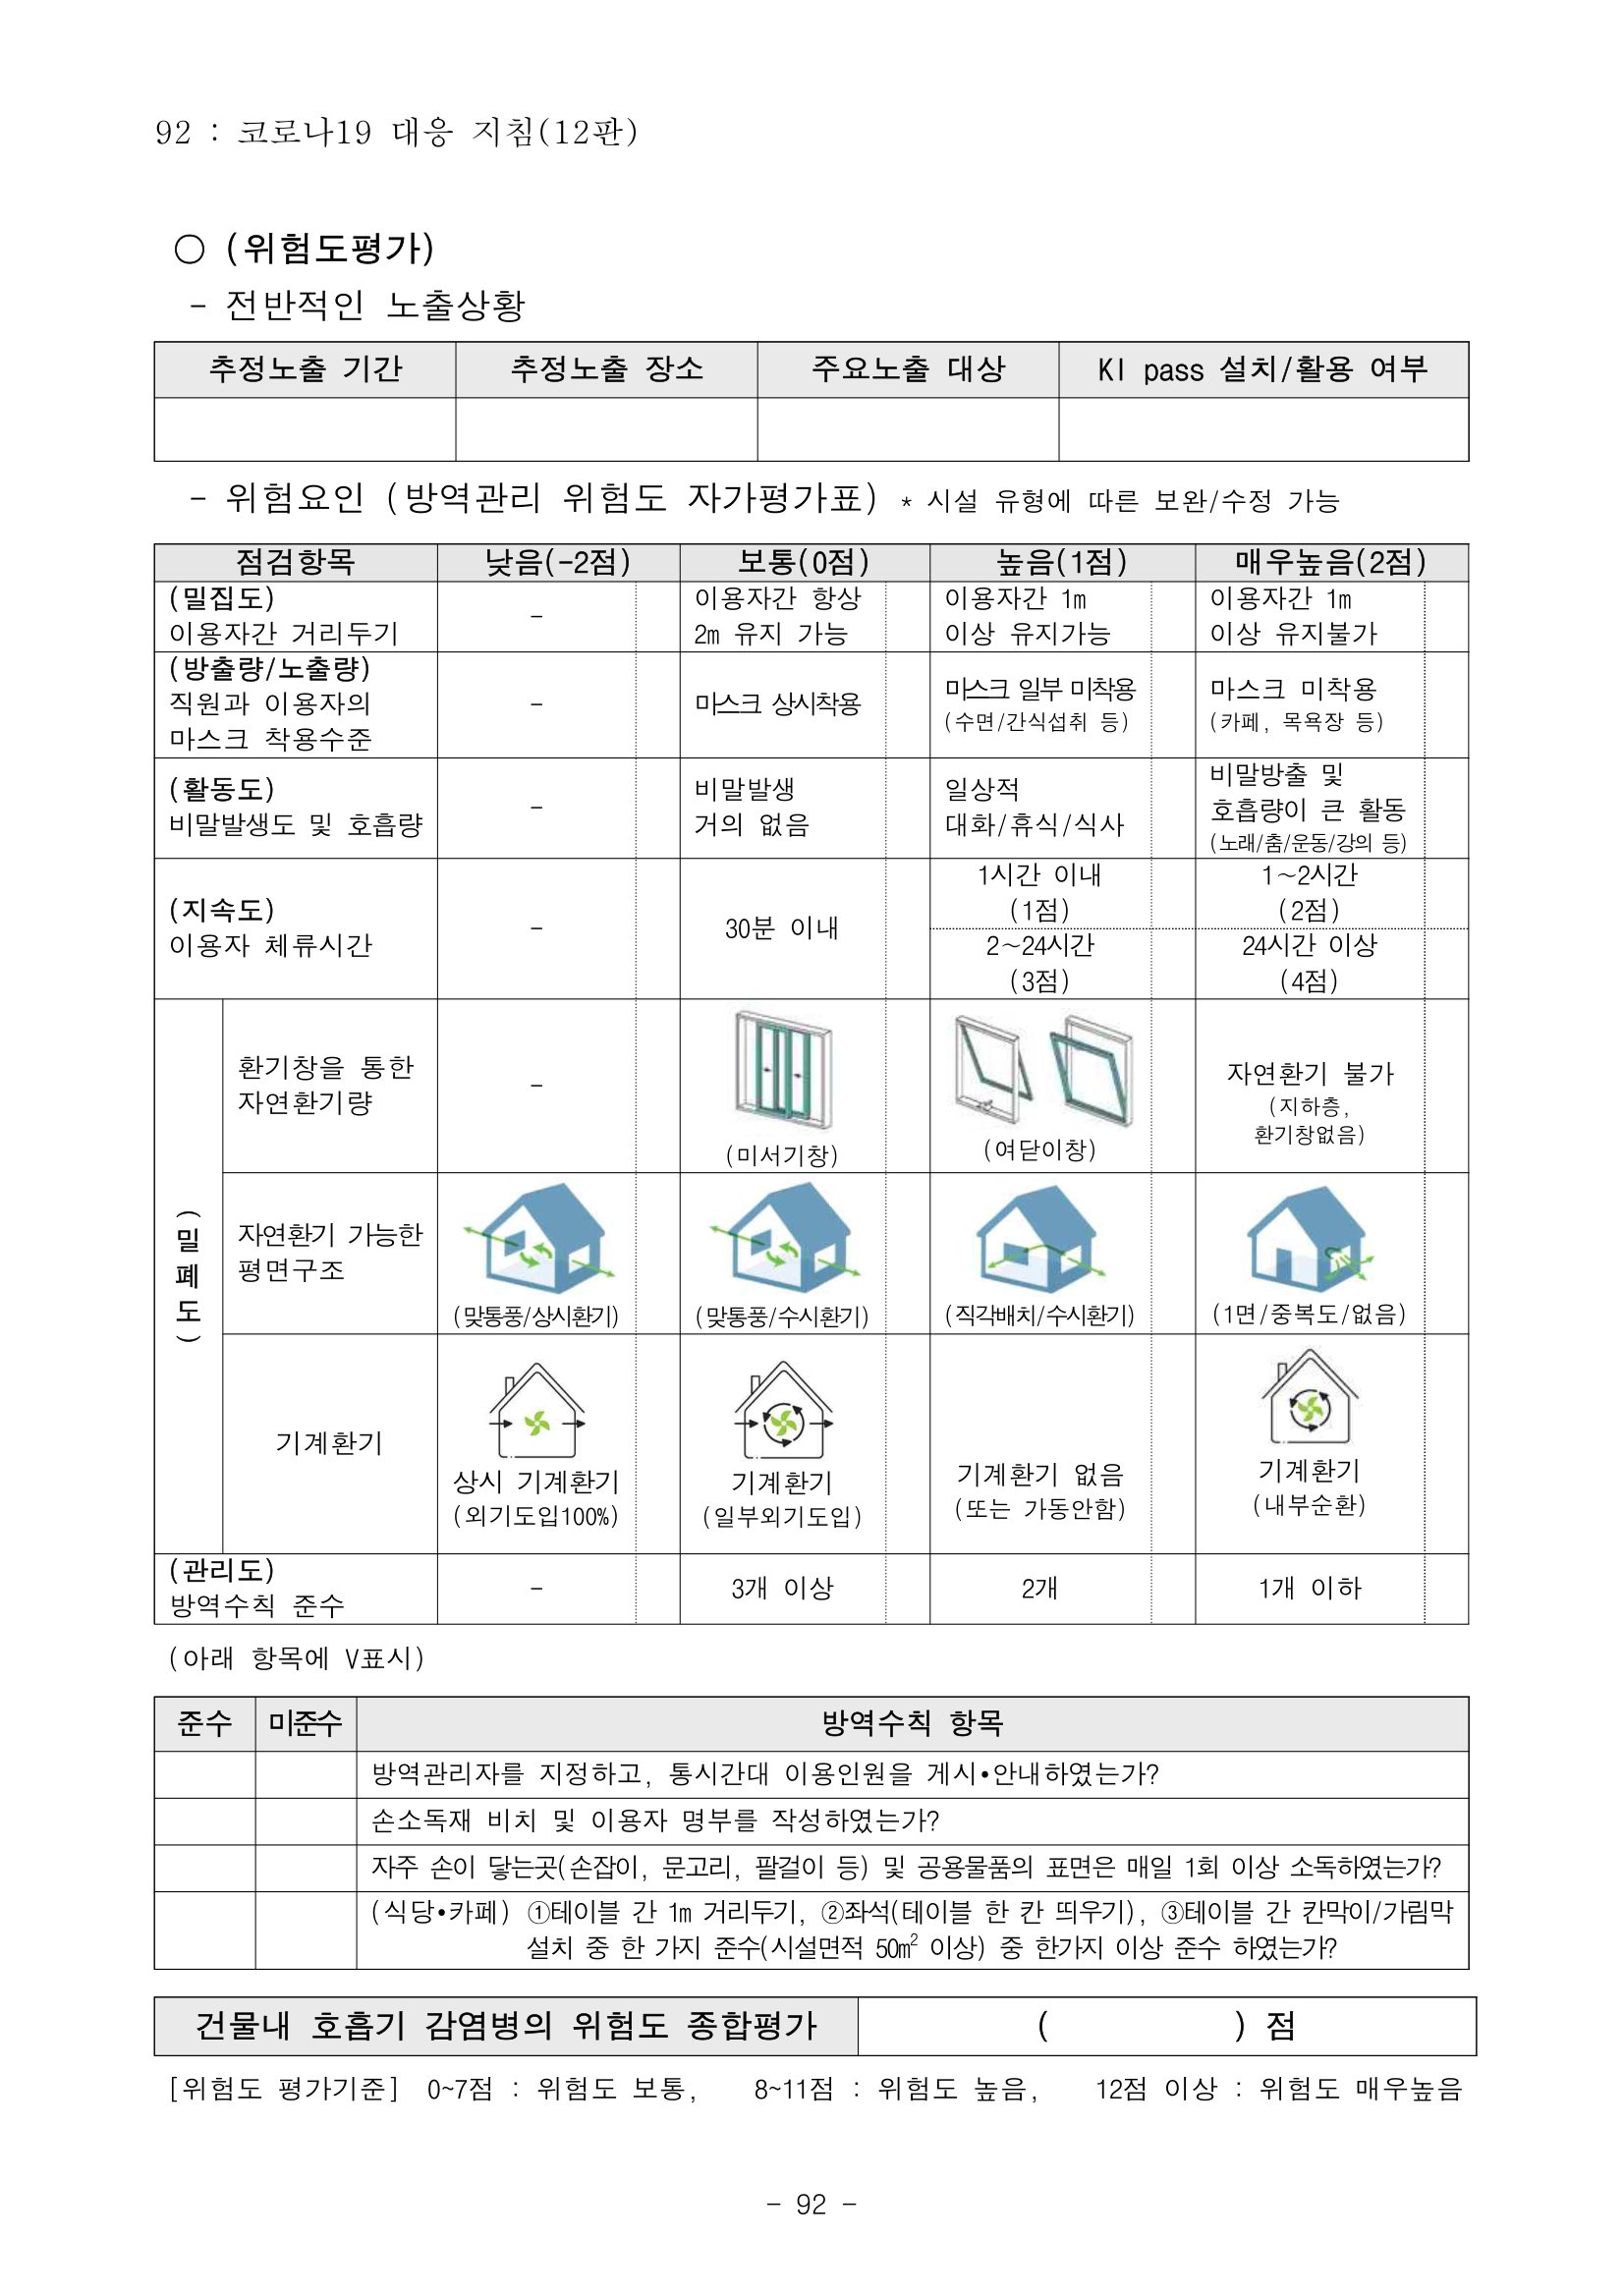 92 : 코로나19 대응 지침(12판)
○ (위험도평가)
- 전반적인 노출상황
추정노출 기간 추정노출 장소 주요노출 대상 KI pass 설치/활용 여부
- 위험요인 (방역관리 위험도 자가평가표) * 시설 유형에 따른 보완/수정 가능
점검항목 낮음(-2점) 보통(0점) 높음(1점) 매우높음(2점)
(밀집도)
이용자간 거리두기
-
이용자간 항상
2m 유지 가능
이용자간 1m
이상 유지가능
이용자간 1m
이상 유지불가
(방출량/노출량)
직원과 이용자의
마스크 착용수준
-
마스크 상시착용
마스크 일부 미착용
(수면/간식섭취 등)
마스크 미착용
(카페, 목욕장 등)
(활동도)
비말발생도 및 호흡량
-
비말발생
거의 없음
일상적
대화/휴식/식사
비말방출 및
호흡량이 큰 활동
(노래/춤/운동/강의 등)
(지속도)
이용자 체류시간
-
30분 이내
1시간 이내
(1점)
1~2시간
(2점)
2~24시간
(3점)
24시간 이상
(4점)
(밀폐도)
환기창을 통한
자연환기량
-
(미서기창)
(여닫이창)
자연환기 불가
(지하층,
환기창없음)
자연환기 가능한
평면구조
(맞통풍/상시환기)
(맞통풍/수시환기)
(직각배치/수시환기)
(1면/중복도/없음)
기계환기
상시 기계환기
(외기도입100%)
기계환기
(일부외기도입)
기계환기 없음
(또는 가동안함)
기계환기
(내부순환)
(관리도)
방역수칙 준수
-
3개 이상
2개
1개 이하
(아래 항목에 V표시)
준수 미준수 방역수칙 항목
방역관리자를 지정하고, 통시간대 이용인원을 게시•안내하였는가?
손소독재 비치 및 이용자 명부를 작성하였는가?
자주 손이 닿는곳(손잡이, 문고리, 팔걸이 등) 및 공용물품의 표면은 매일 1회 이상 소독하였는가?
(식당•카페) ①테이블 간 1m 거리두기, ②좌석(테이블 한 칸 띄우기), ③테이블 간 칸막이/가림막
설치 중 한 가지 준수(시설면적 50㎡ 이상) 중 한가지 이상 준수 하였는가?
건물내 호흡기 감염병의 위험도 종합평가 ( ) 점
[위험도 평가기준] 0~7점 : 위험도 보통, 8~11점 : 위험도 높음, 12점 이상 : 위험도 매우높음
- 92 -